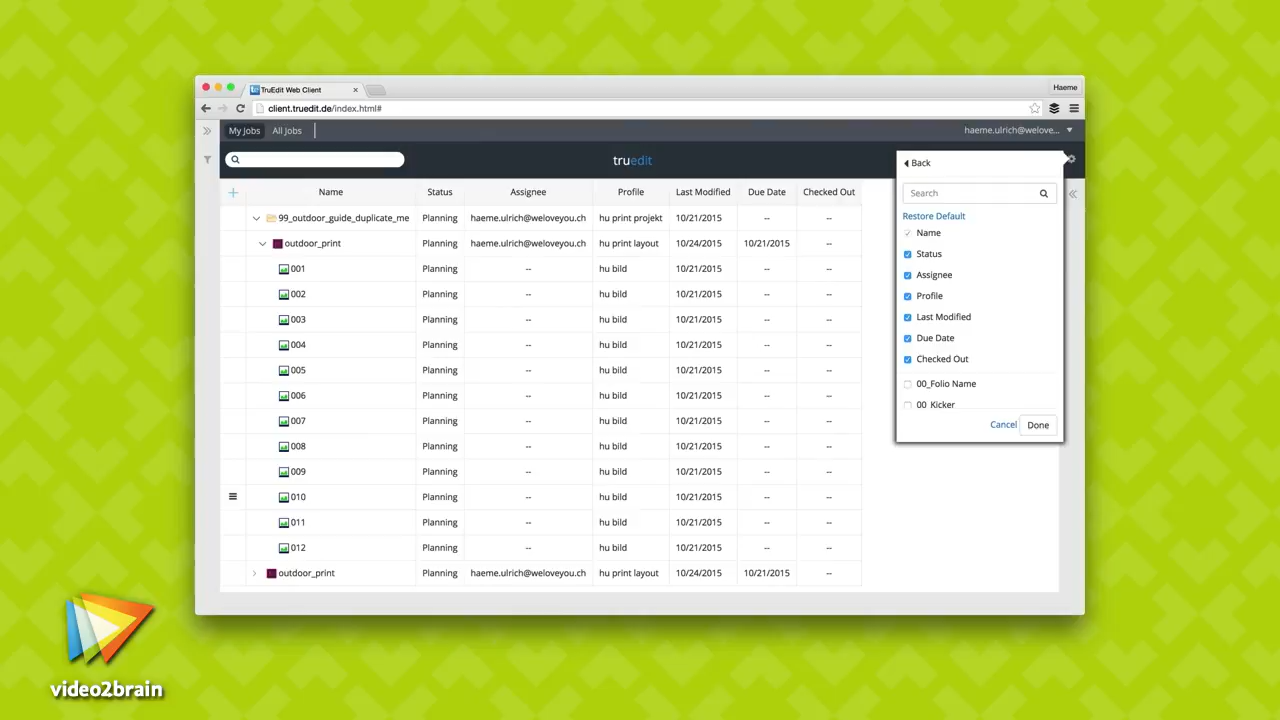 TruEdit Web Client
Haeme
client.truedit.de/index.html#
My Jobs All Jobs haeme.ulrich@welove...
truedit
Name Status Assignee Profile Last Modified Due Date Checked Out
99_outdoor_guide_duplicate_me Planning haeme.ulrich@weloveyou.ch hu print projekt 10/21/2015 -- --
outdoor_print Planning haeme.ulrich@weloveyou.ch hu print layout 10/24/2015 10/21/2015 --
001 Planning -- hu bild 10/21/2015 -- --
002 Planning -- hu bild 10/21/2015 -- --
003 Planning -- hu bild 10/21/2015 -- --
004 Planning -- hu bild 10/21/2015 -- --
005 Planning -- hu bild 10/21/2015 -- --
006 Planning -- hu bild 10/21/2015 -- --
007 Planning -- hu bild 10/21/2015 -- --
008 Planning -- hu bild 10/21/2015 -- --
009 Planning -- hu bild 10/21/2015 -- --
010 Planning -- hu bild 10/21/2015 -- --
011 Planning -- hu bild 10/21/2015 -- --
012 Planning -- hu bild 10/21/2015 -- --
outdoor_print Planning haeme.ulrich@weloveyou.ch hu print layout 10/24/2015 10/21/2015 --
Back
Search
Restore Default
Name
Status
Assignee
Profile
Last Modified
Due Date
Checked Out
00_Folio Name
00_Kicker
Cancel Done
video2brain